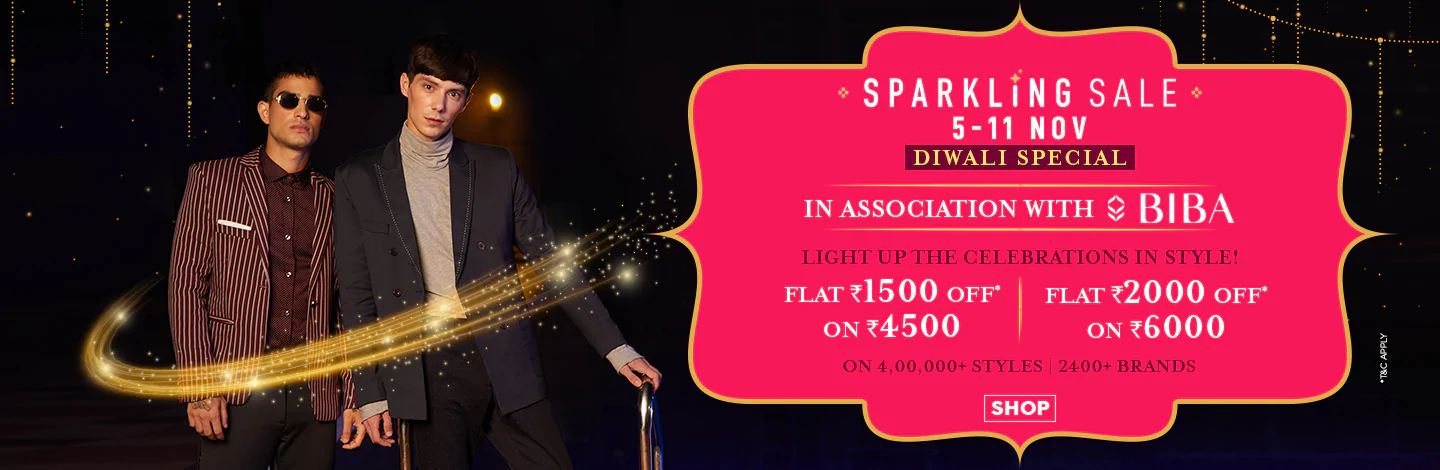 SPARKLiNG SALE
5-11 NOV
DIWALI SPECIAL
IN ASSOCIATION WITH BIBA
LIGHT UP THE CELEBRATIONS IN STYLE!
FLAT ₹1500 OFF*
ON ₹4500
FLAT ₹2000 OFF*
ON ₹6000
ON 4,00,000+ STYLES | 2400+ BRANDS
SHOP
*T&C APPLY